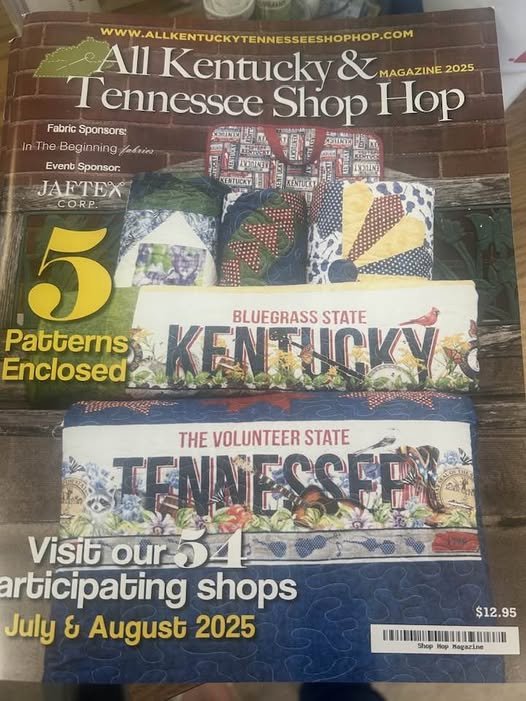 WWW.ALLKENTUCKYTENNESSEESHOPHOP.COM
All Kentucky &
MAGAZINE 2025
Tennessee Shop Hop
Fabric Sponsors:
In The Beginning fabrics
Event Sponsor:
JAFTEX
CORP.
5
Patterns
Enclosed
BLUEGRASS STATE
KENTUCKY
THE VOLUNTEER STATE
TENNESSEE
1796
Visit our 54
articipating shops
July & August 2025
$12.95
Shop Hop Magazine